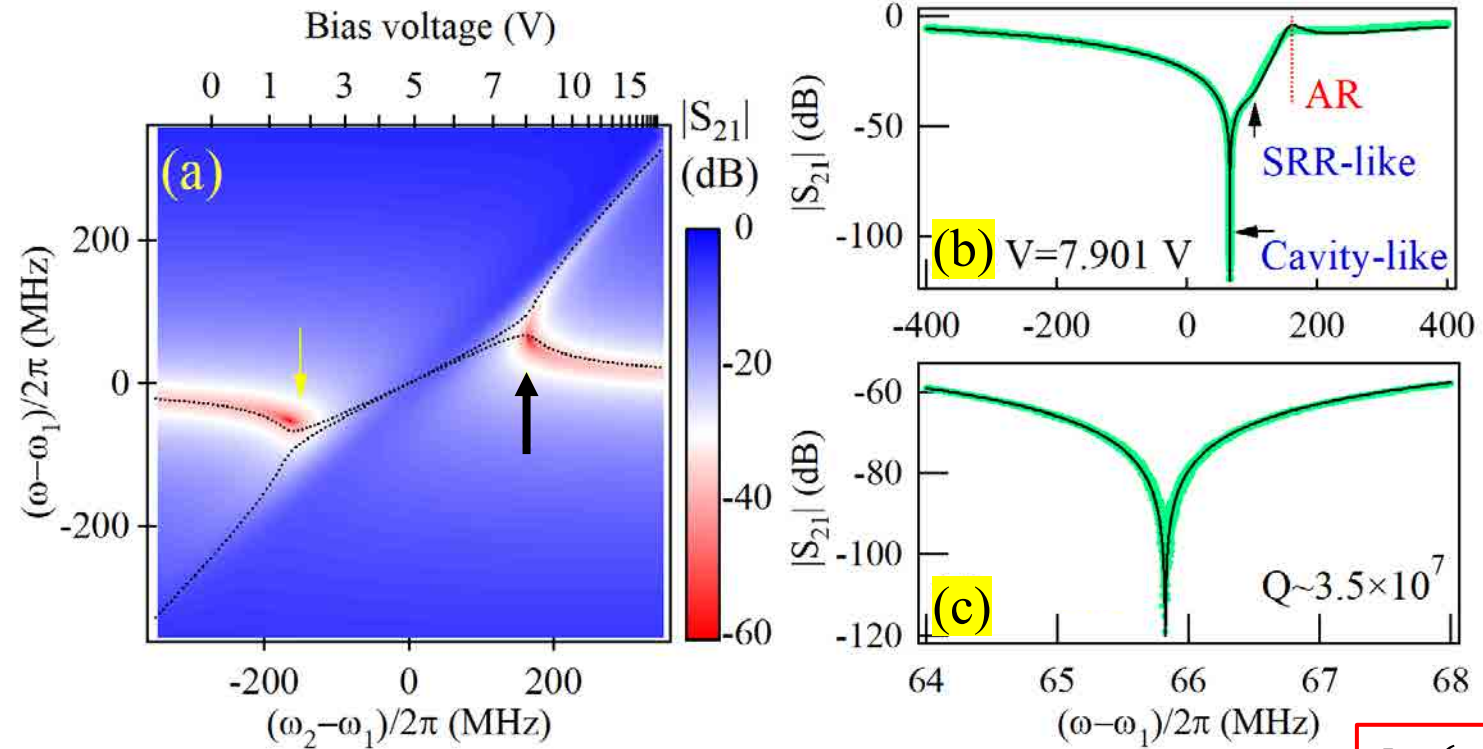 Bias voltage (V)
0 1 3 7 10 15
|S21|
(dB)
(a)
200
0
-200
(ω−ω1)/2π (MHz)
-200 0 200
(ω2−ω1)/2π (MHz)
0
-20
-40
-60
0
-50
-100
|S21| (dB)
AR
SRR-like
Cavity-like
(b) V=7.901 V
-400 -200 0 200 400
-60
-80
-100
-120
|S21| (dB)
(c)
Q~3.5×10^7
64 65 66 67 68
(ω−ω1)/2π (MHz)